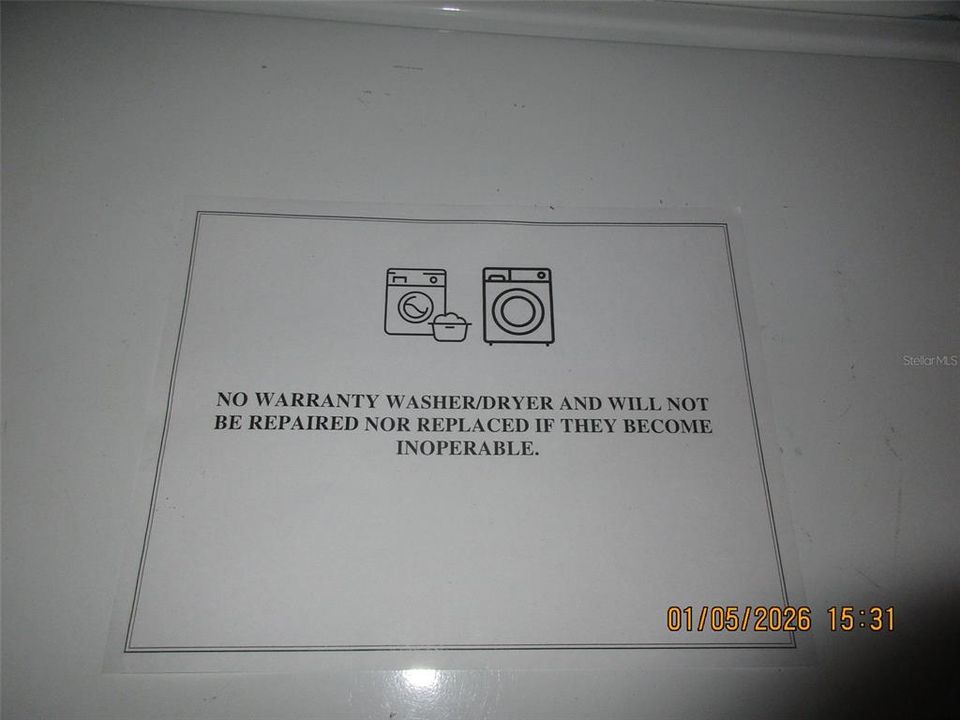 StellarMLS
NO WARRANTY WASHER/DRYER AND WILL NOT
BE REPAIRED NOR REPLACED IF THEY BECOME
INOPERABLE.
01/05/2026 15:31